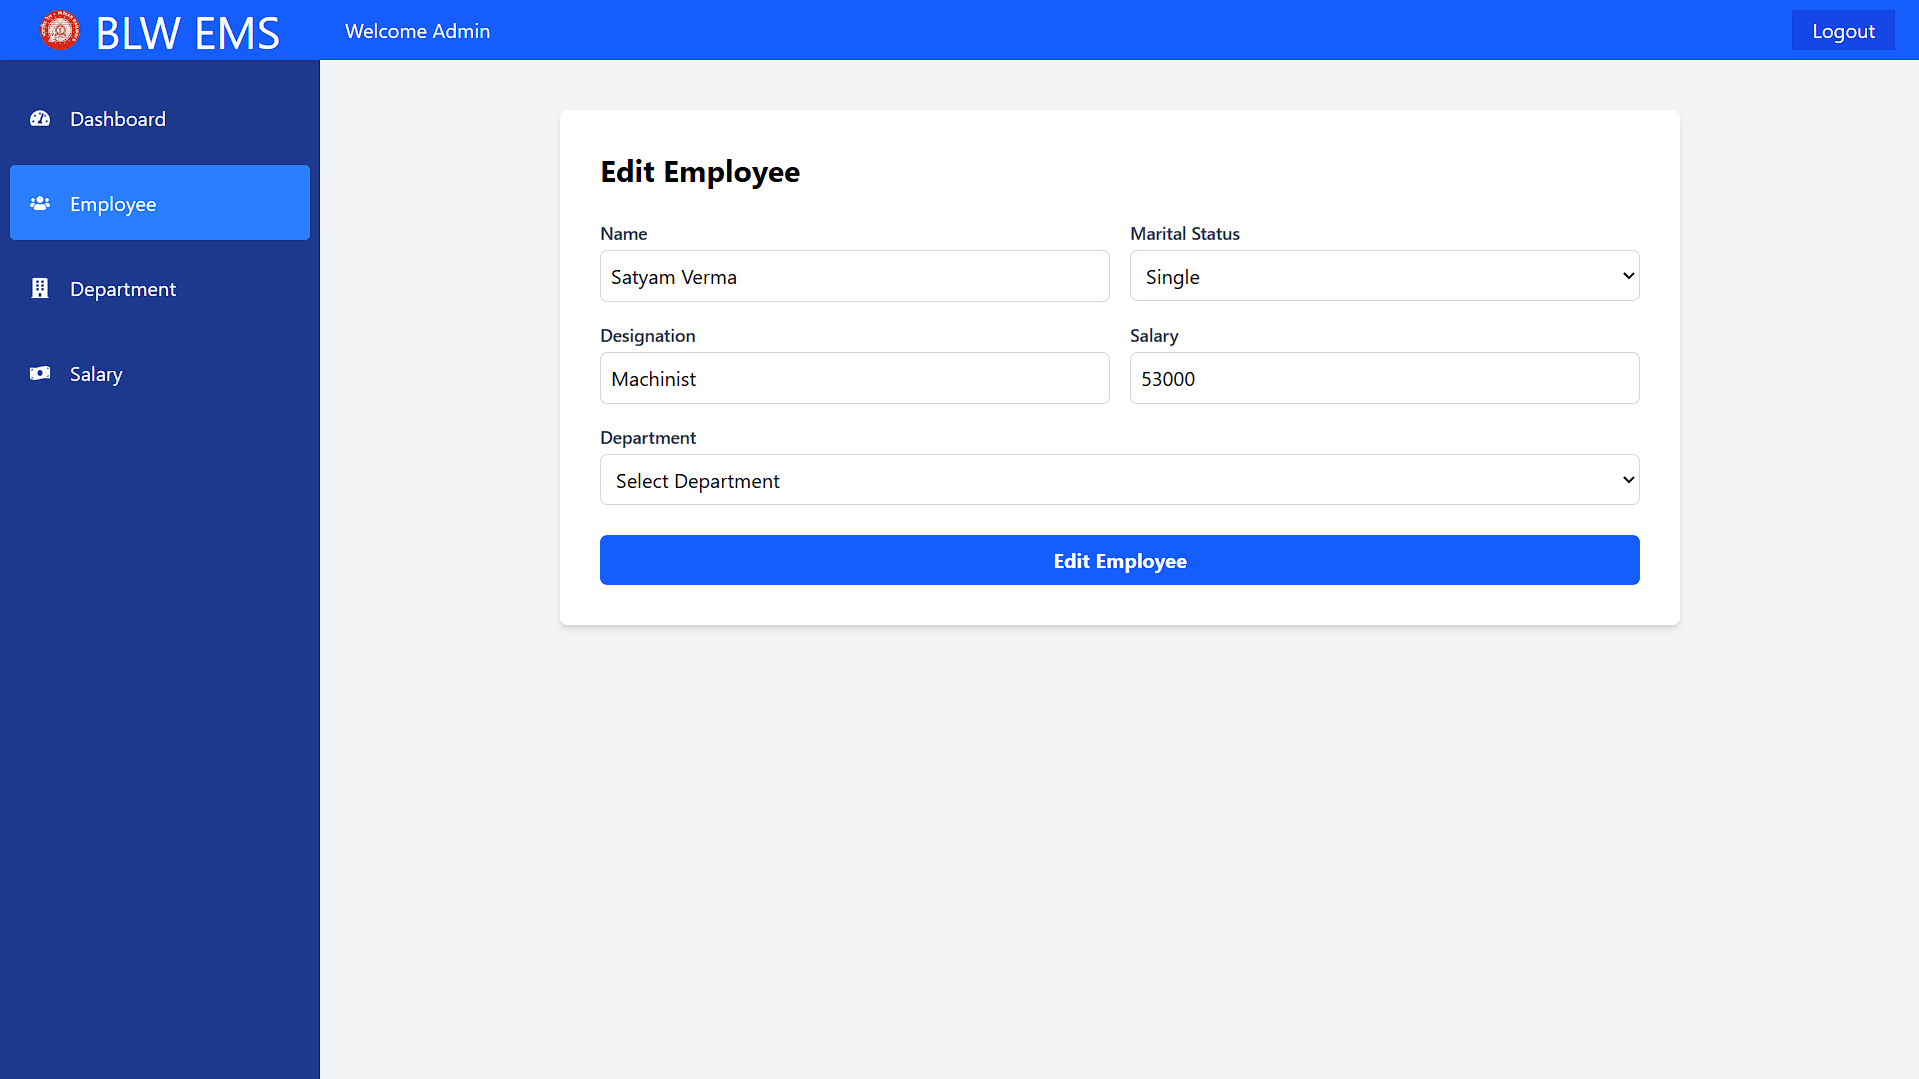 BLW EMS
Welcome Admin
Logout
Dashboard
Employee
Department
Salary
Edit Employee
Name
Marital Status
Satyam Verma
Single
Designation
Salary
Machinist
53000
Department
Select Department
Edit Employee